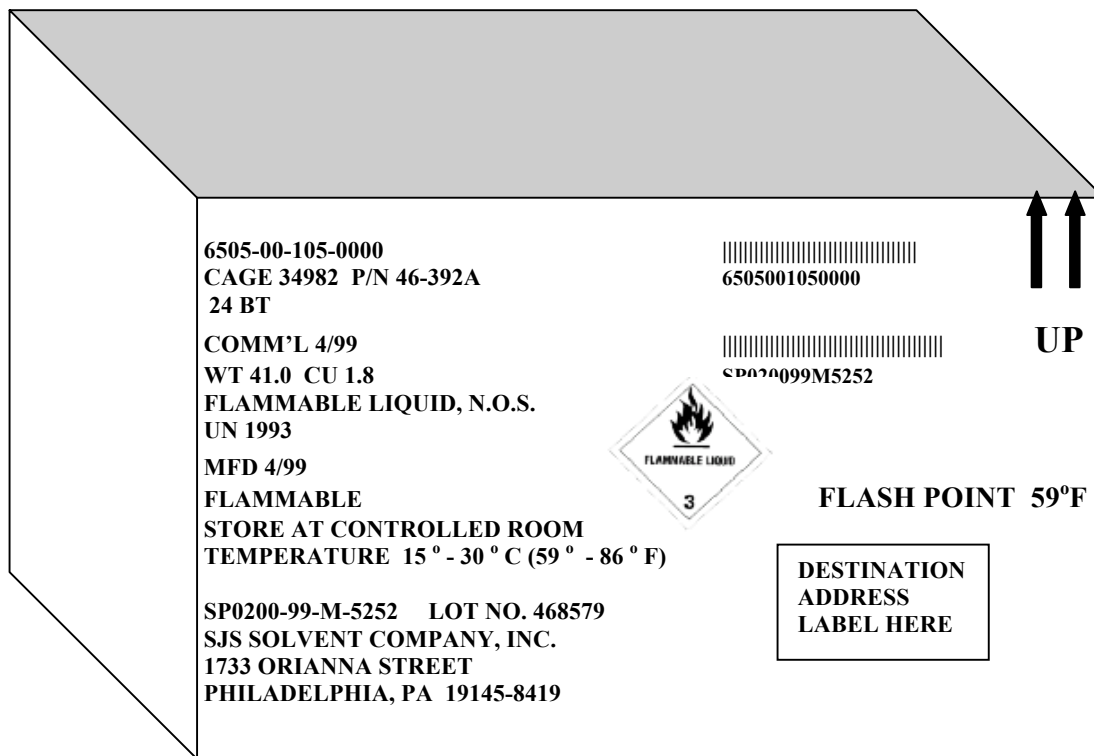 6505-00-105-0000
CAGE 34982 P/N 46-392A
24 BT
6505001050000
COMM'L 4/99
WT 41.0 CU 1.8
FLAMMABLE LIQUID, N.O.S.
UN 1993
SP020099M5252
UP
MFD 4/99
FLAMMABLE
STORE AT CONTROLLED ROOM
TEMPERATURE 15 ° - 30 ° C (59 ° - 86 ° F)
FLAMMABLE LIQUID
3
FLASH POINT 59°F
DESTINATION
ADDRESS
LABEL HERE
SP0200-99-M-5252 LOT NO. 468579
SJS SOLVENT COMPANY, INC.
1733 ORIANNA STREET
PHILADELPHIA, PA 19145-8419